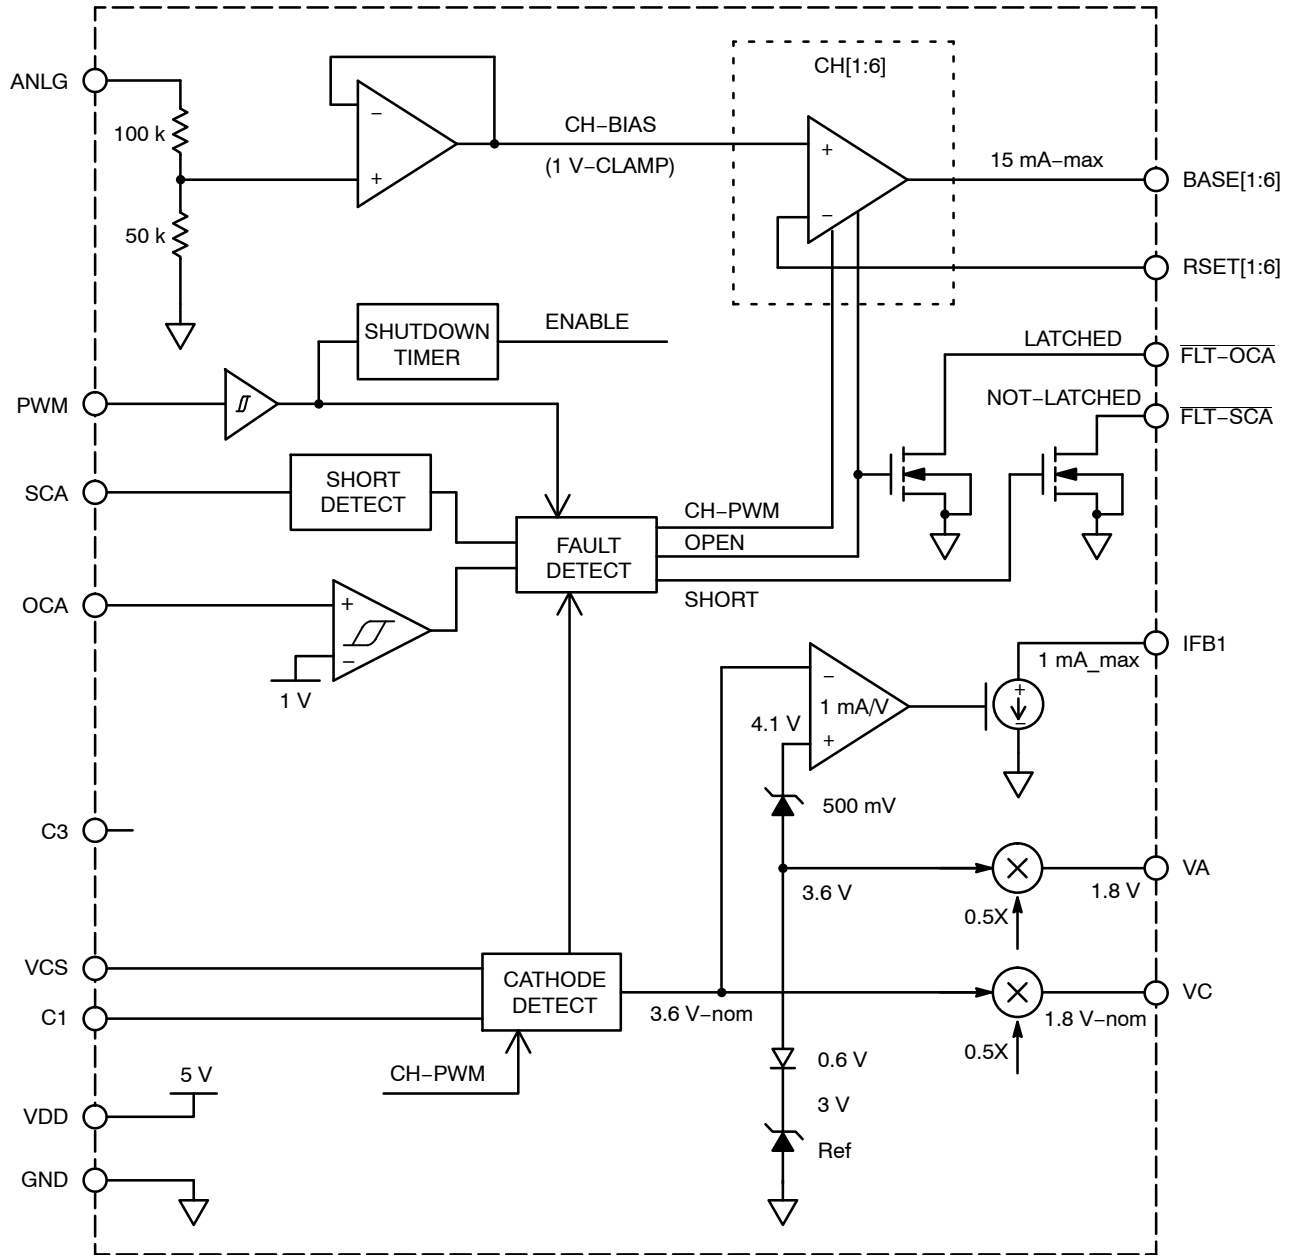 ANLG
100 k
50 k
−
+
CH−BIAS
(1 V−CLAMP)
CH[1:6]
+
−
15 mA−max
BASE[1:6]
RSET[1:6]
SHUTDOWN
TIMER
ENABLE
LATCHED
FLT−OCA
NOT−LATCHED
FLT−SCA
PWM
SCA
SHORT
DETECT
CH−PWM
OPEN
SHORT
FAULT
DETECT
OCA
+
−
1 V
IFB1
1 mA_max
−
1 mA/V
+
4.1 V
+
−
500 mV
C3
3.6 V
0.5X
1.8 V
VA
VCS
C1
CATHODE
DETECT
3.6 V−nom
0.5X
1.8 V−nom
VC
CH−PWM
0.6 V
3 V
Ref
5 V
VDD
GND